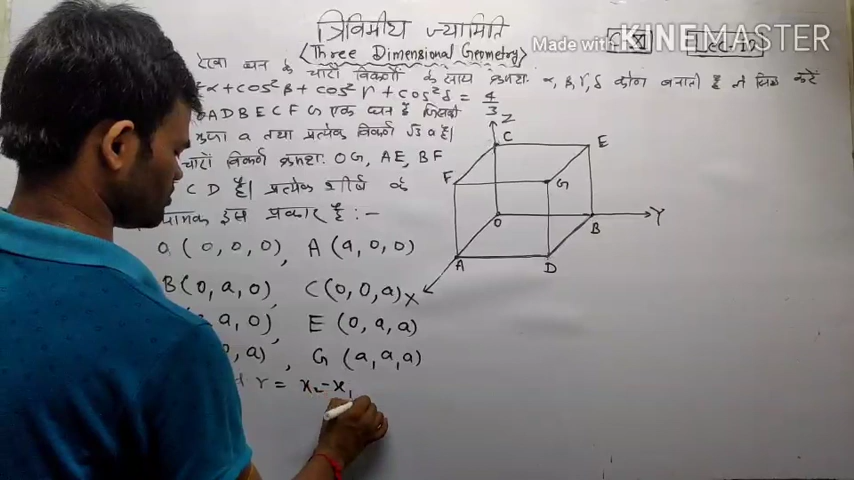 त्रिविमीय ज्यामिति
(Three Dimensional Geometry)
Made with KINEMASTER
रेखा घन के चारों विकर्णों के साथ क्रमशः α, β, γ, δ कोण बनाती है तो सिद्ध करें
α + cos²β + cos²γ + cos²δ = 4/3
OADBECFG एक घन है जिसकी
भुजा a तथा प्रत्येक विकर्ण √3 a है।
चारों विकर्ण क्रमशः OG, AE, BF
CD है। प्रत्येक शीर्ष के
इस प्रकार है :-
O (0, 0, 0), A (a, 0, 0)
B (0, a, 0), C (0, 0, a)
a, 0), E (0, a, a)
, a), G (a, a, a)
r = x₂-x₁
Z
C
E
F
G
O
B
Y
A
D
X